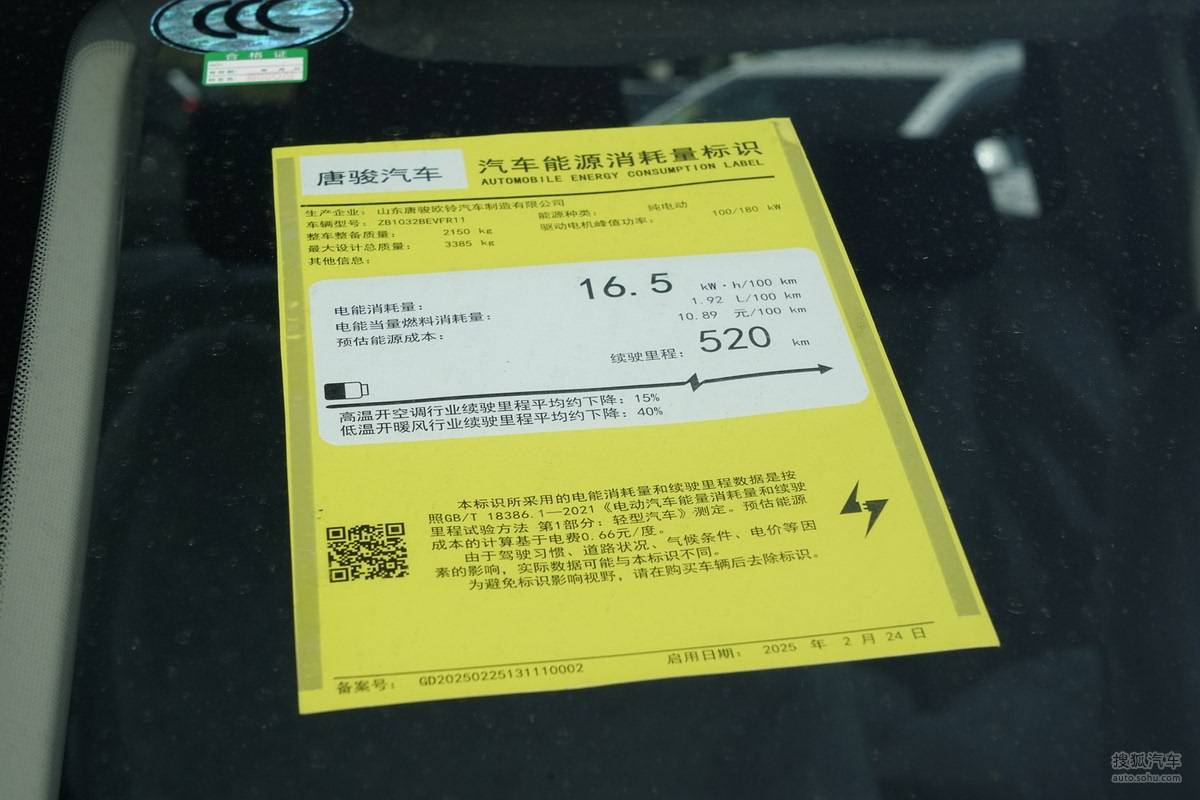 CCC
合格证
唐骏汽车
汽车能源消耗量标识
AUTOMOBILE ENERGY CONSUMPTION LABEL
生产企业: 山东唐骏欧铃汽车制造有限公司
车辆型号: ZB1032BEVFR11
能源种类: 纯电动
整车整备质量: 2150 kg
驱动电机峰值功率: 100/180 kW
最大设计总质量: 3385 kg
其他信息:
电能消耗量: 16.5 kW·h/100 km
电能当量燃料消耗量: 1.92 L/100 km
预估能源成本: 10.89 元/100 km
续驶里程: 520 km
高温开空调行业续驶里程平均约下降: 15%
低温开暖风行业续驶里程平均约下降: 40%
本标识所采用的电能消耗量和续驶里程数据是按
照GB/T 18386.1—2021《电动汽车能量消耗量和续驶
里程试验方法 第1部分: 轻型汽车》测定。预估能源
成本的计算基于电费0.66元/度。
由于驾驶习惯、道路状况、气候条件、电价等因
素的影响, 实际数据可能与本标识不同。
为避免标识影响视野, 请在购买车辆后去除标识。
备案号: GD20250225131110002
启用日期: 2025 年 2 月 24 日
搜狐汽车
auto.sohu.com